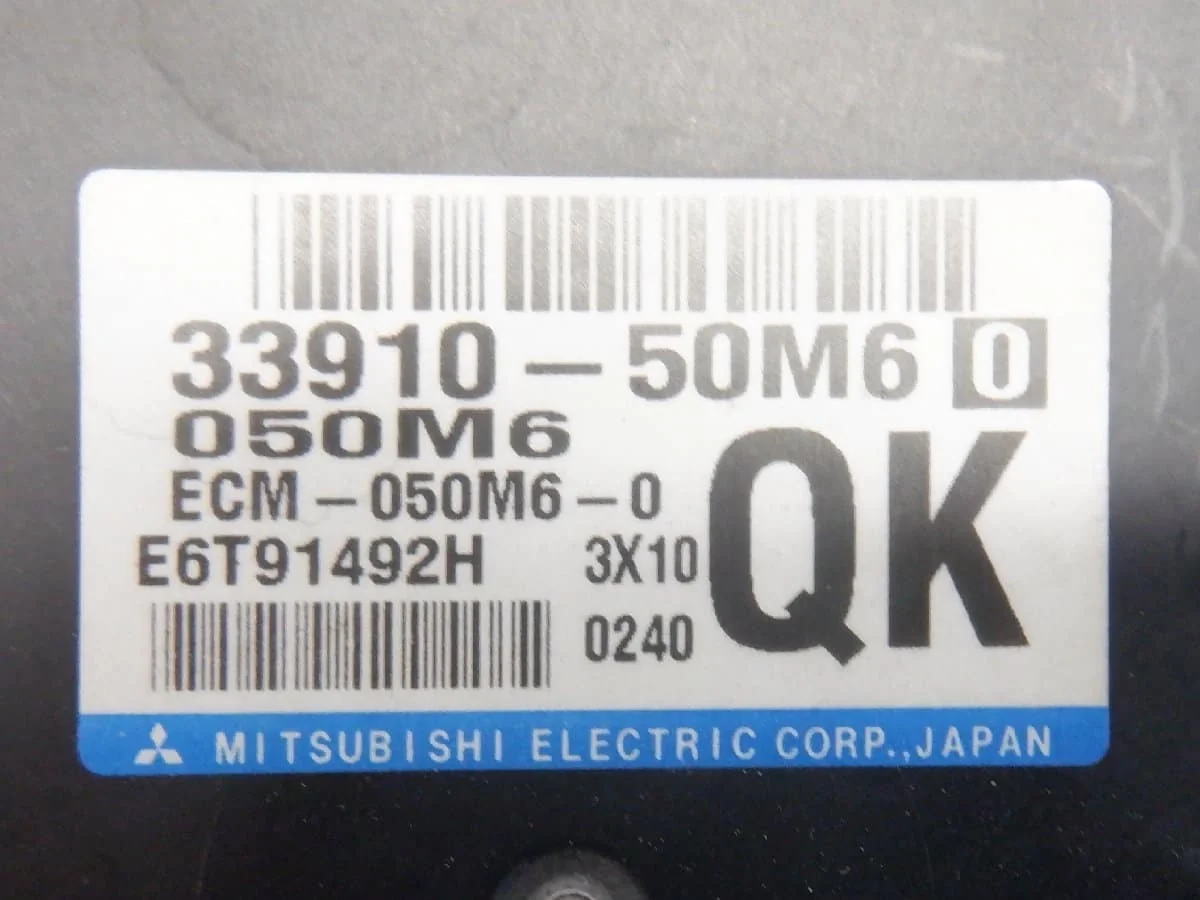 33910-50M6 0
050M6
ECM-050M6-0
QK
E6T91492H 3X10
0240
MITSUBISHI ELECTRIC CORP.,JAPAN